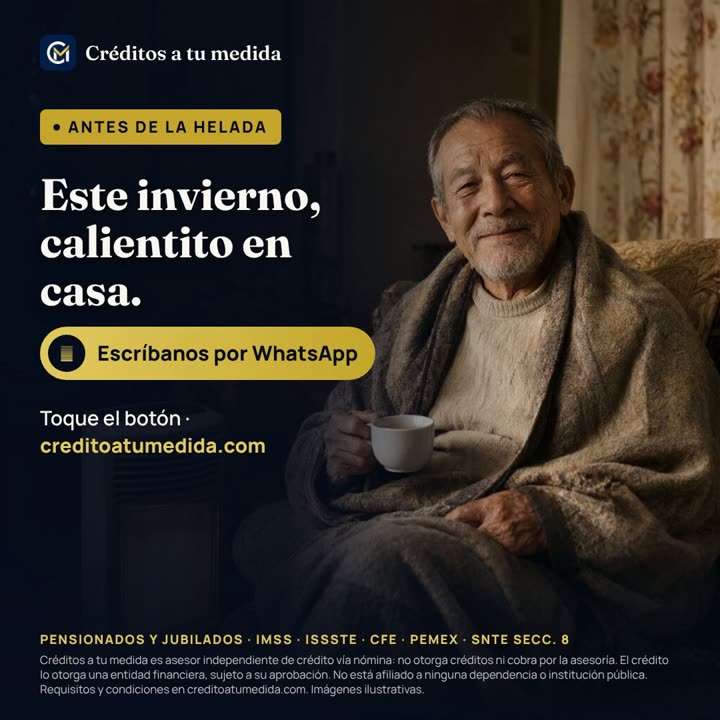 Créditos a tu medida
• ANTES DE LA HELADA
Este invierno,
calientito en
casa.
Escríbanos por WhatsApp
Toque el botón ·
creditoatumedida.com
PENSIONADOS Y JUBILADOS · IMSS · ISSSTE · CFE · PEMEX · SNTE SECC. 8
Créditos a tu medida es asesor independiente de crédito vía nómina: no otorga créditos ni cobra por la asesoría. El crédito
lo otorga una entidad financiera, sujeto a su aprobación. No está afiliado a ninguna dependencia o institución pública.
Requisitos y condiciones en creditoatumedida.com. Imágenes ilustrativas.